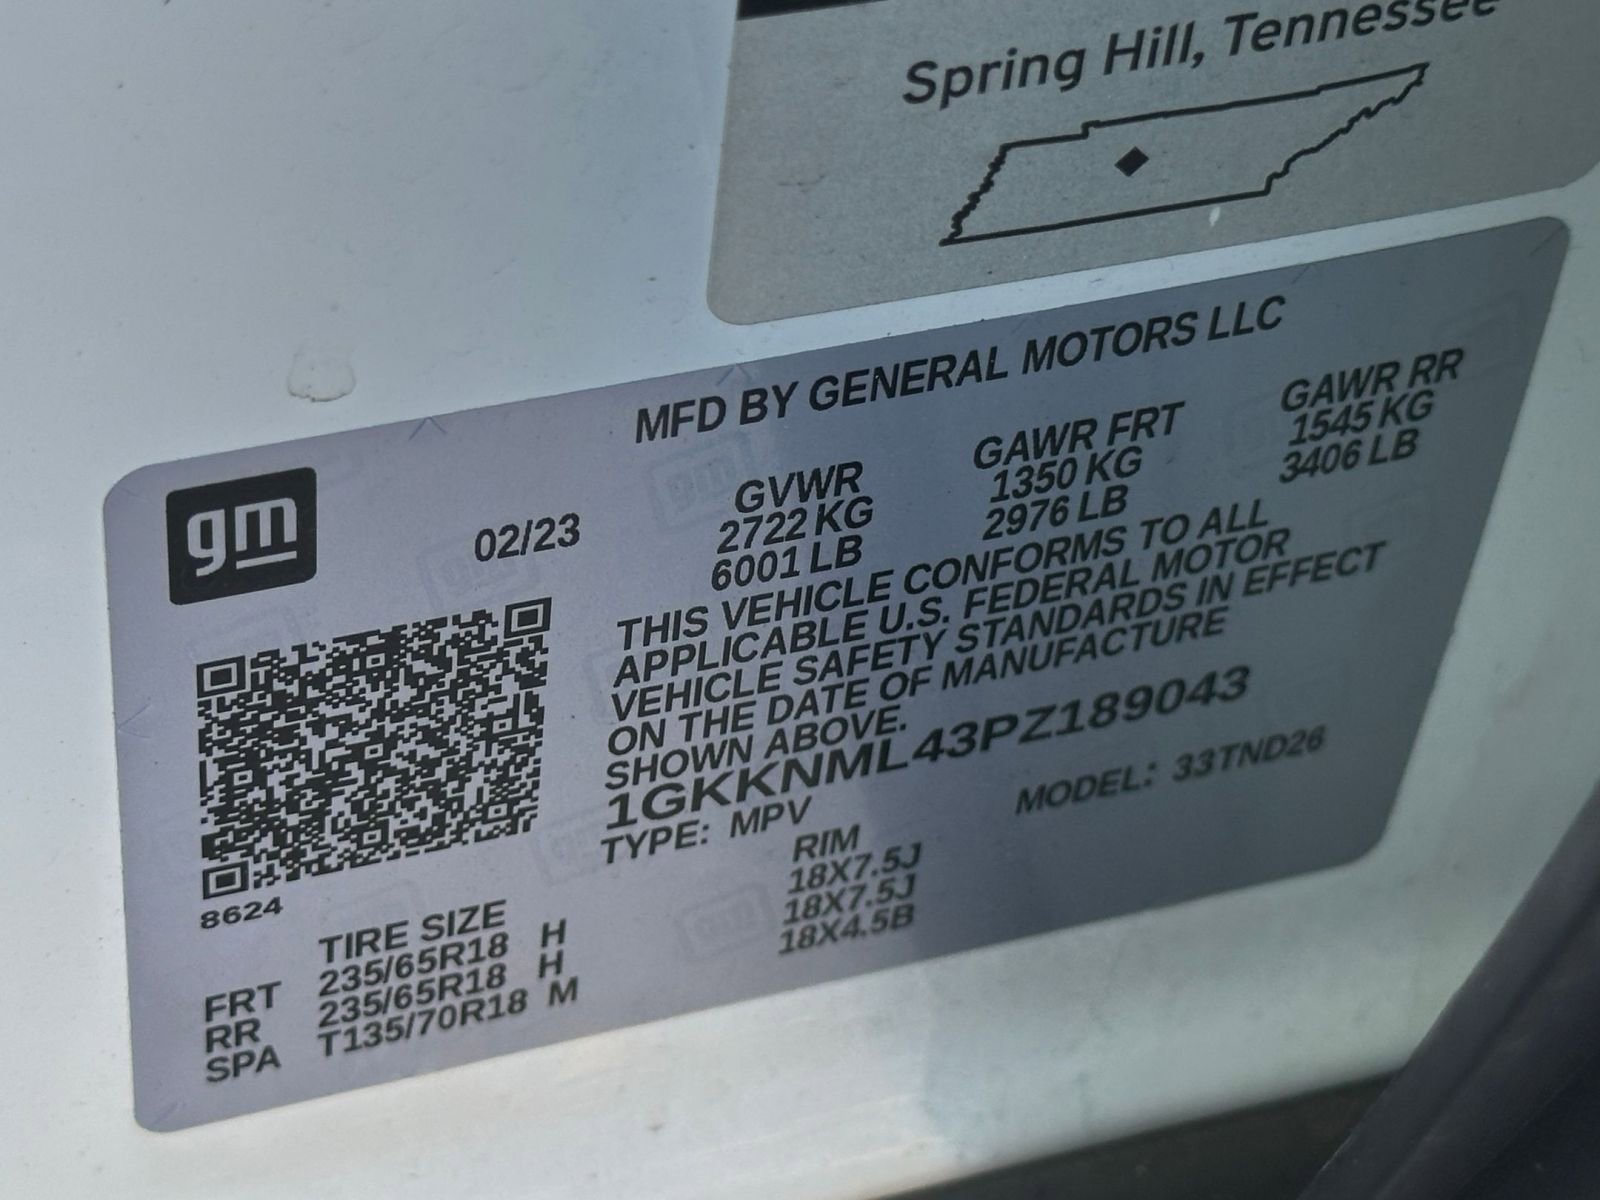 Spring Hill, Tennessee
MFD BY GENERAL MOTORS LLC
gm
02/23
GVWR GAWR FRT GAWR RR
2722 KG 1350 KG 1545 KG
6001 LB 2976 LB 3406 LB
THIS VEHICLE CONFORMS TO ALL
APPLICABLE U.S. FEDERAL MOTOR
VEHICLE SAFETY STANDARDS IN EFFECT
ON THE DATE OF MANUFACTURE
SHOWN ABOVE.
1GKKNML43PZ189043
TYPE: MPV MODEL: 33TND26
8624
TIRE SIZE RIM
FRT 235/65R18 H 18X7.5J
RR 235/65R18 H 18X7.5J
SPA T135/70R18 M 18X4.5B